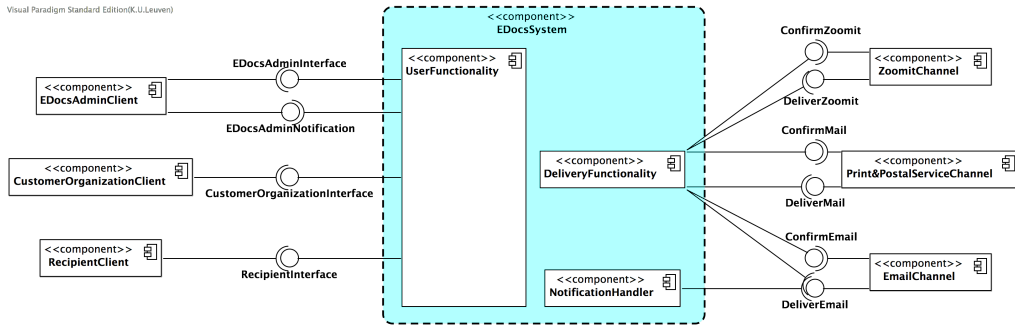 Visual Paradigm Standard Edition(K.U.Leuven)
<<component>>
EDocsSystem
<<component>>
UserFunctionality
EDocsAdminInterface
<<component>>
EDocsAdminClient
EDocsAdminNotification
<<component>>
CustomerOrganizationClient
CustomerOrganizationInterface
<<component>>
RecipientClient
RecipientInterface
<<component>>
DeliveryFunctionality
<<component>>
NotificationHandler
ConfirmZoomit
<<component>>
ZoomitChannel
DeliverZoomit
ConfirmMail
<<component>>
Print&PostalServiceChannel
DeliverMail
ConfirmEmail
<<component>>
EmailChannel
DeliverEmail